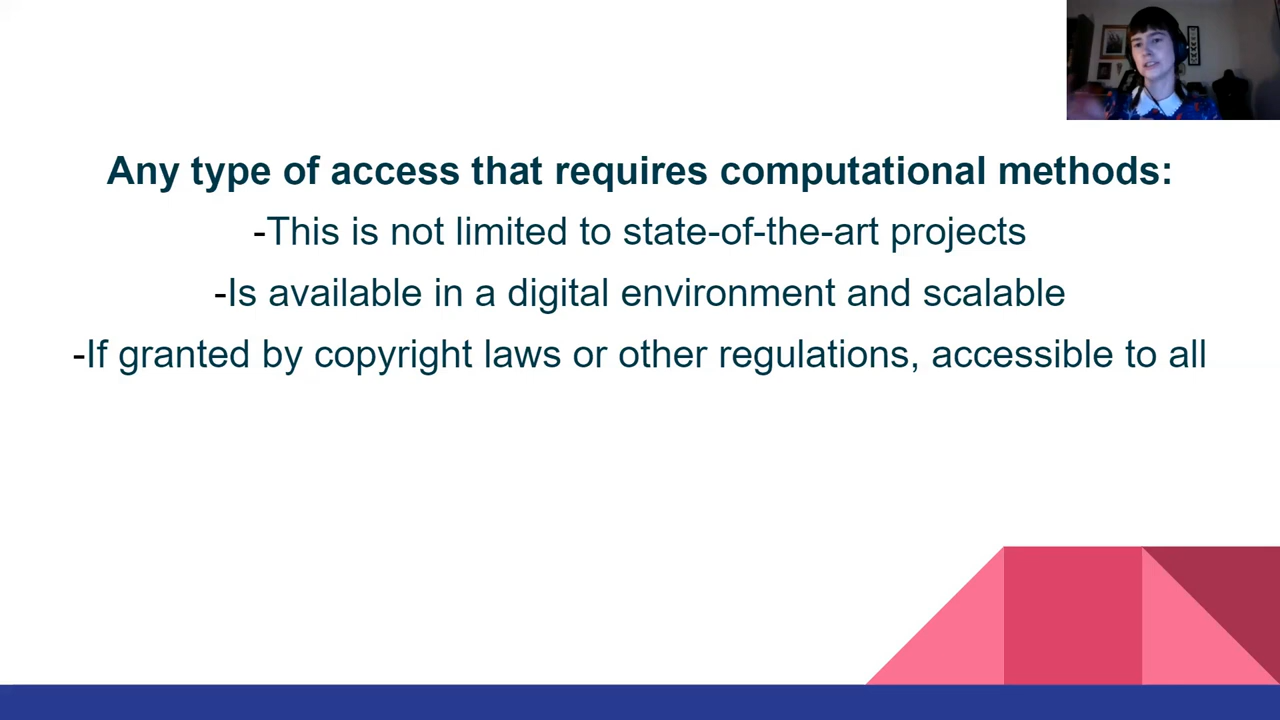 Any type of access that requires computational methods:
-This is not limited to state-of-the-art projects
-Is available in a digital environment and scalable
-If granted by copyright laws or other regulations, accessible to all